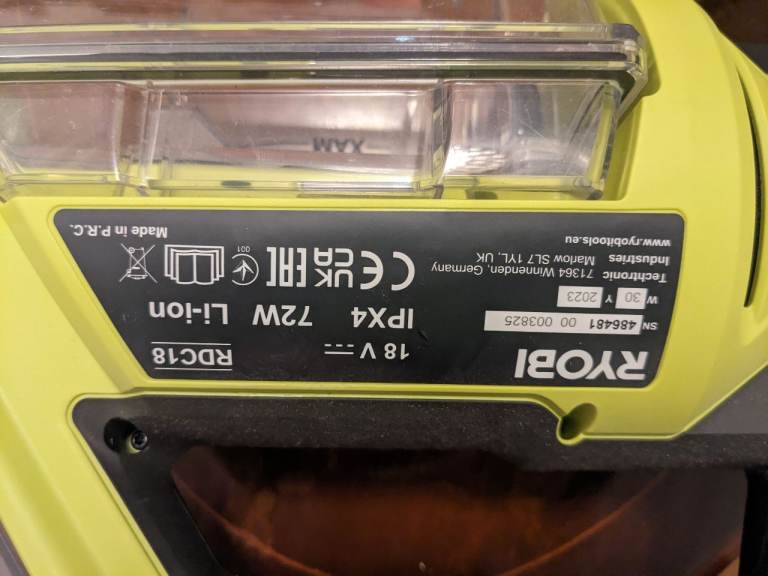 RYOBI
18 V RDC18
IPX4 72W Li-ion
SN 486481 00 003825
W 30 Y 2023
Techtronic Industries
71364 Winnenden, Germany
Marlow SL7 1YL, UK
www.ryobitools.eu
CE UK CA EAC 001
Made in P.R.C.
MAX